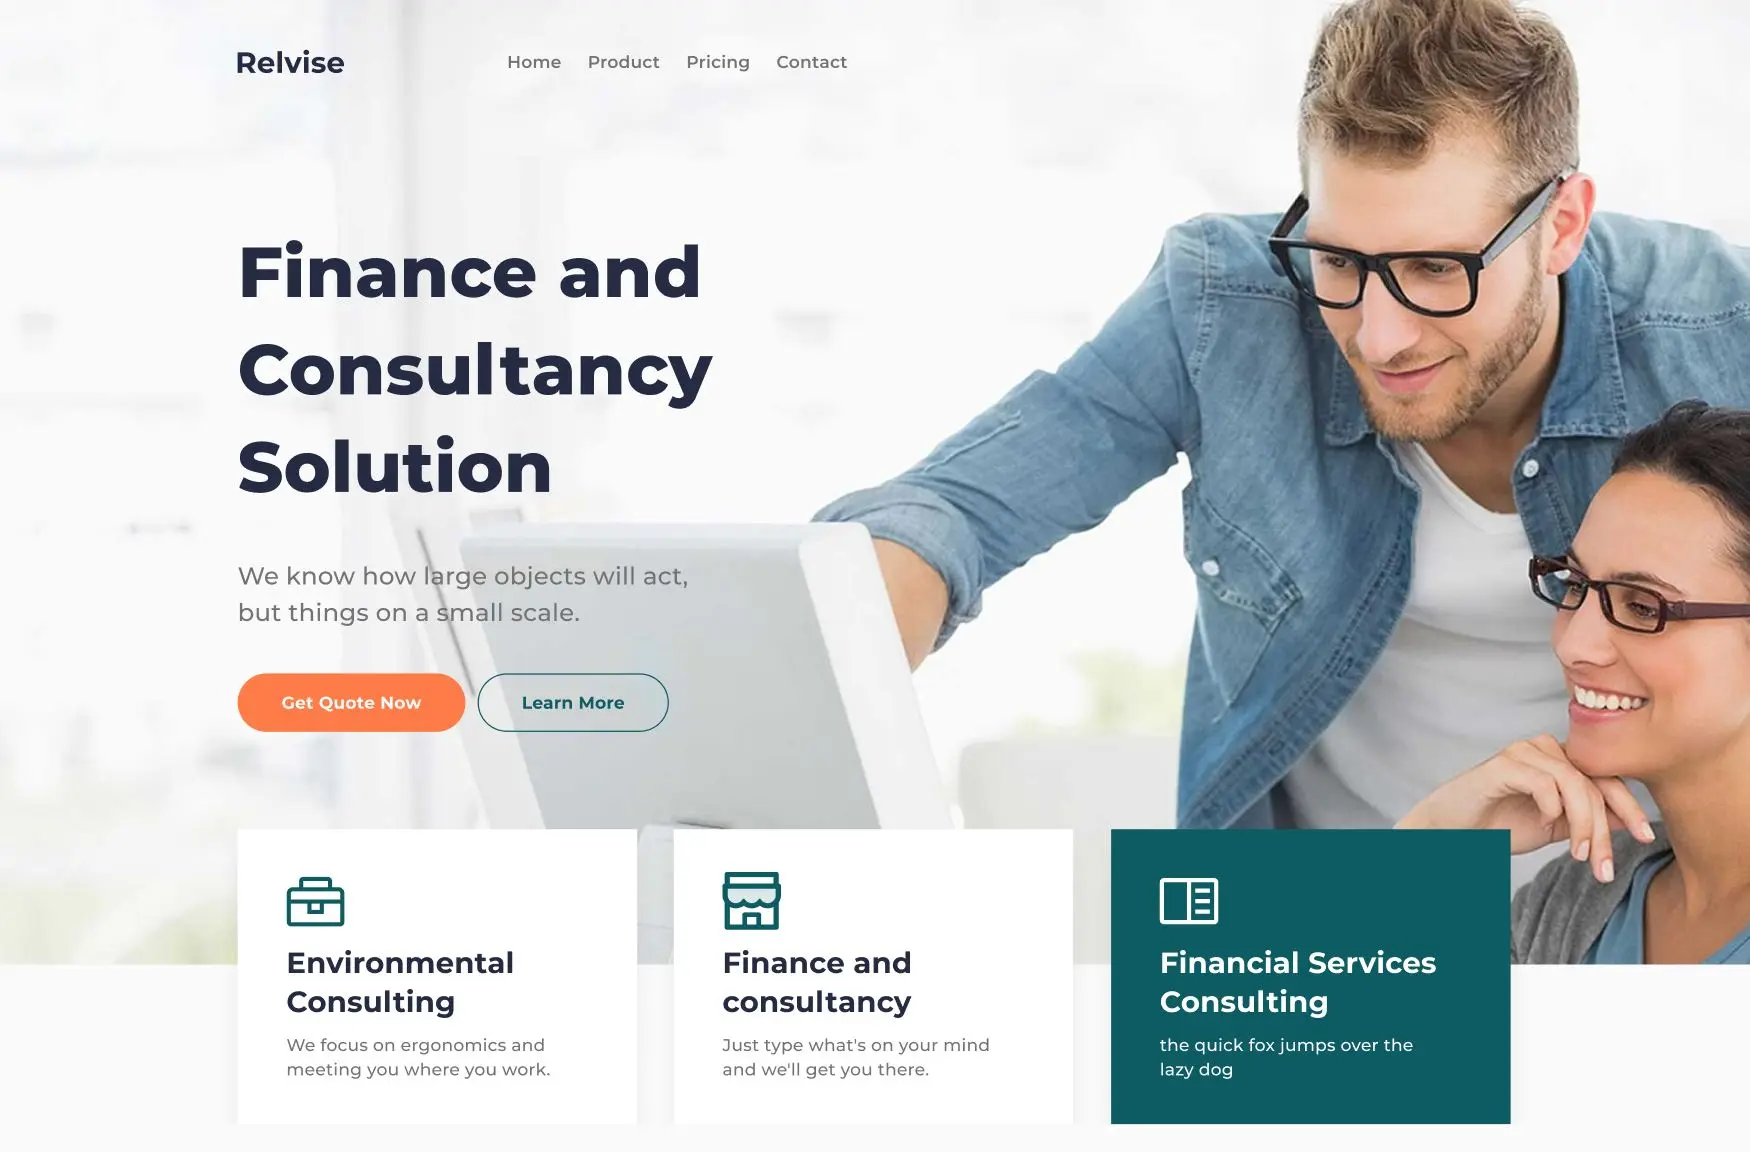 Relvise
Home Product Pricing Contact
Finance and
Consultancy
Solution
We know how large objects will act,
but things on a small scale.
Get Quote Now
Learn More
Environmental
Consulting
We focus on ergonomics and
meeting you where you work.
Finance and
consultancy
Just type what's on your mind
and we'll get you there.
Financial Services
Consulting
the quick fox jumps over the
lazy dog